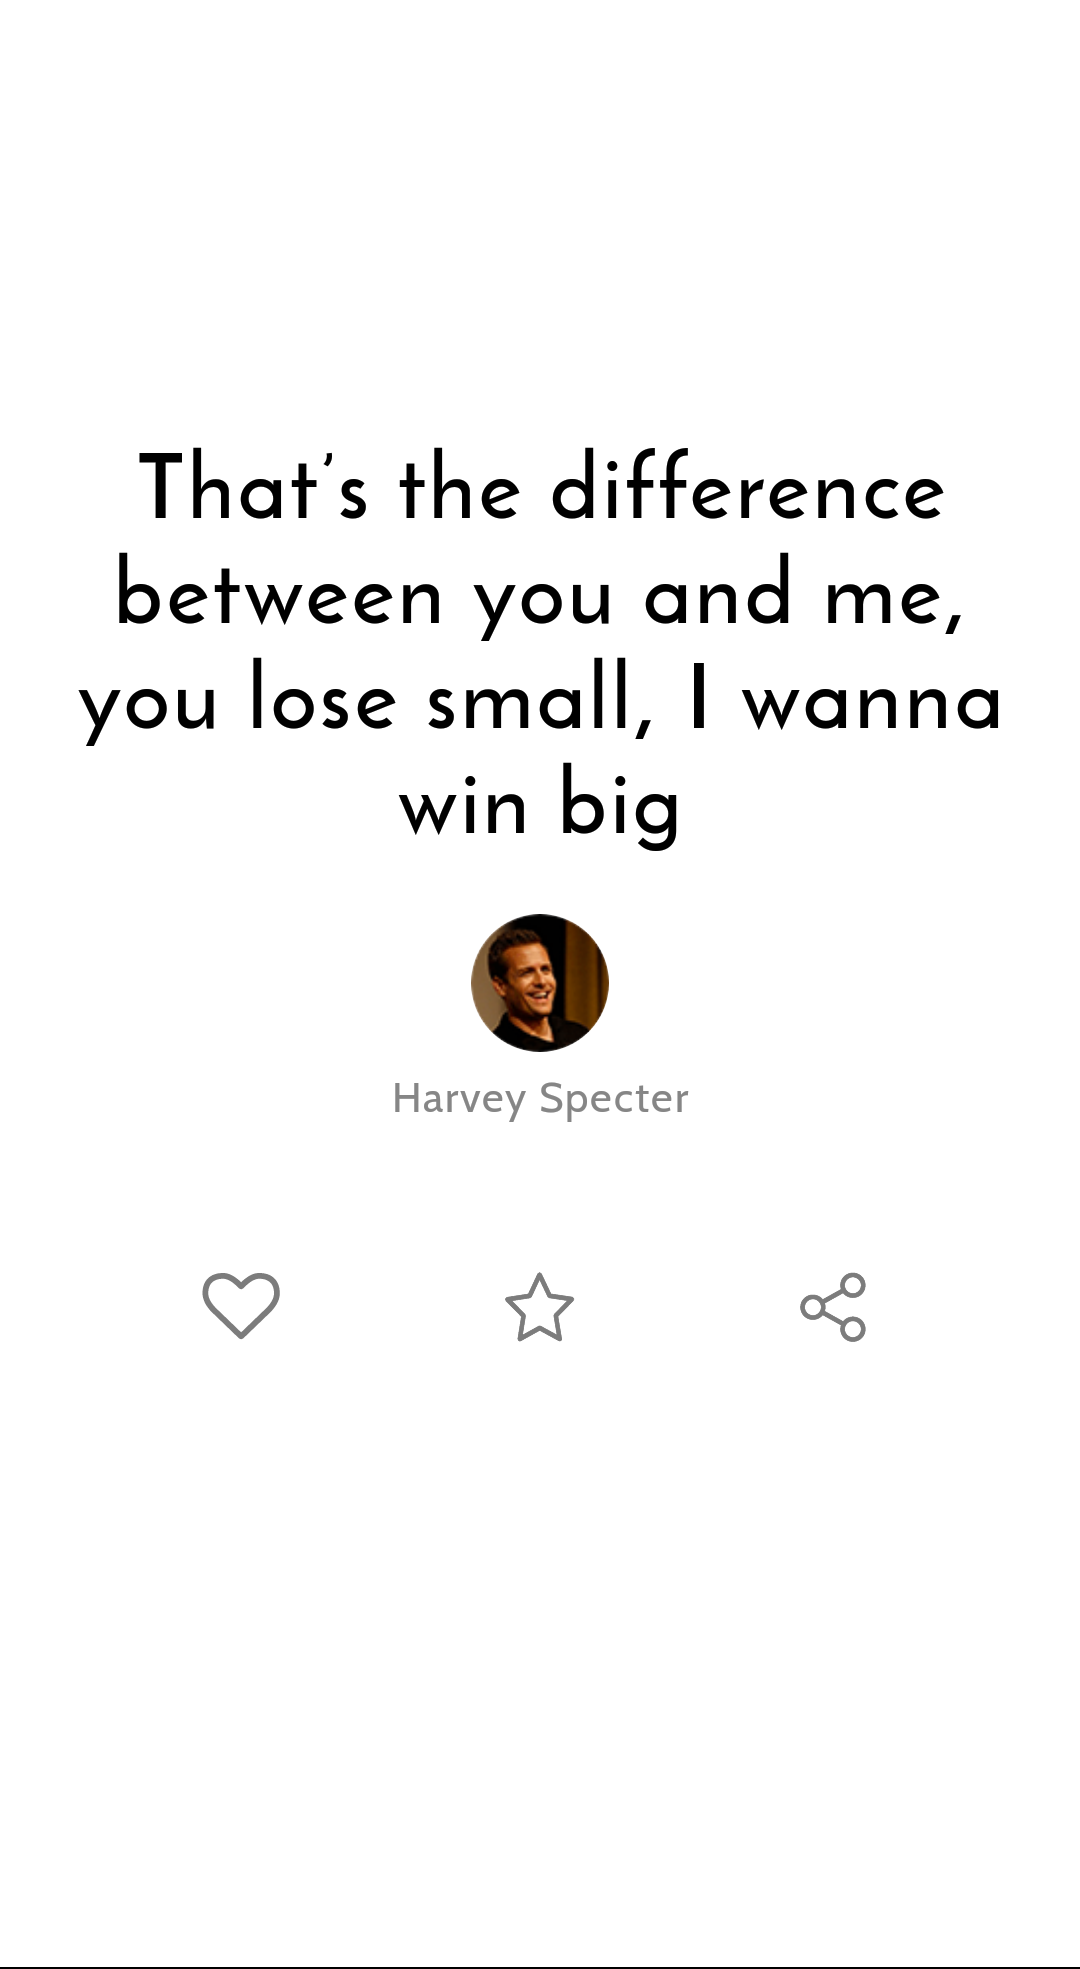 That’s the difference
between you and me,
you lose small, I wanna
win big
Harvey Specter